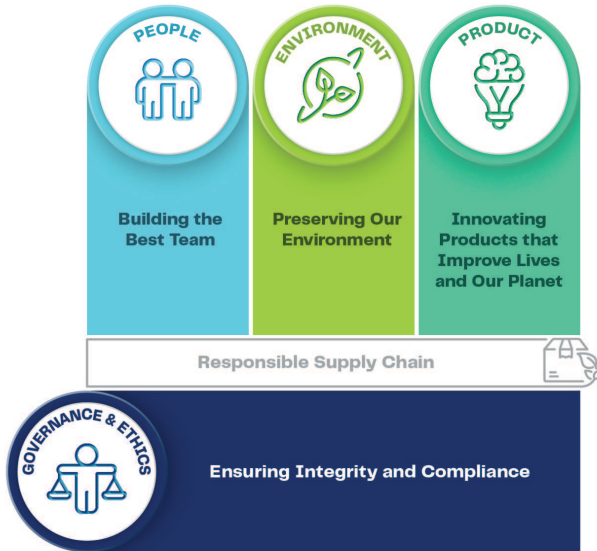 PEOPLE
Building the
Best Team
ENVIRONMENT
Preserving Our
Environment
PRODUCT
Innovating
Products that
Improve Lives
and Our Planet
Responsible Supply Chain
GOVERNANCE & ETHICS
Ensuring Integrity and Compliance